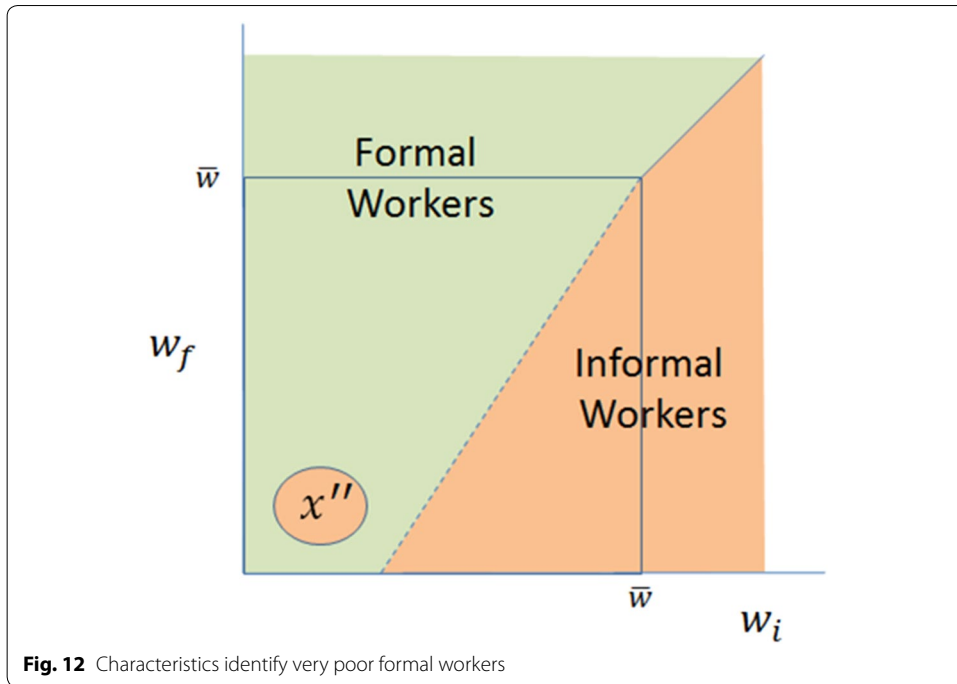 Formal
Workers
w̅
w_f
Informal
Workers
x′′
w̅
w_i
Fig. 12 Characteristics identify very poor formal workers